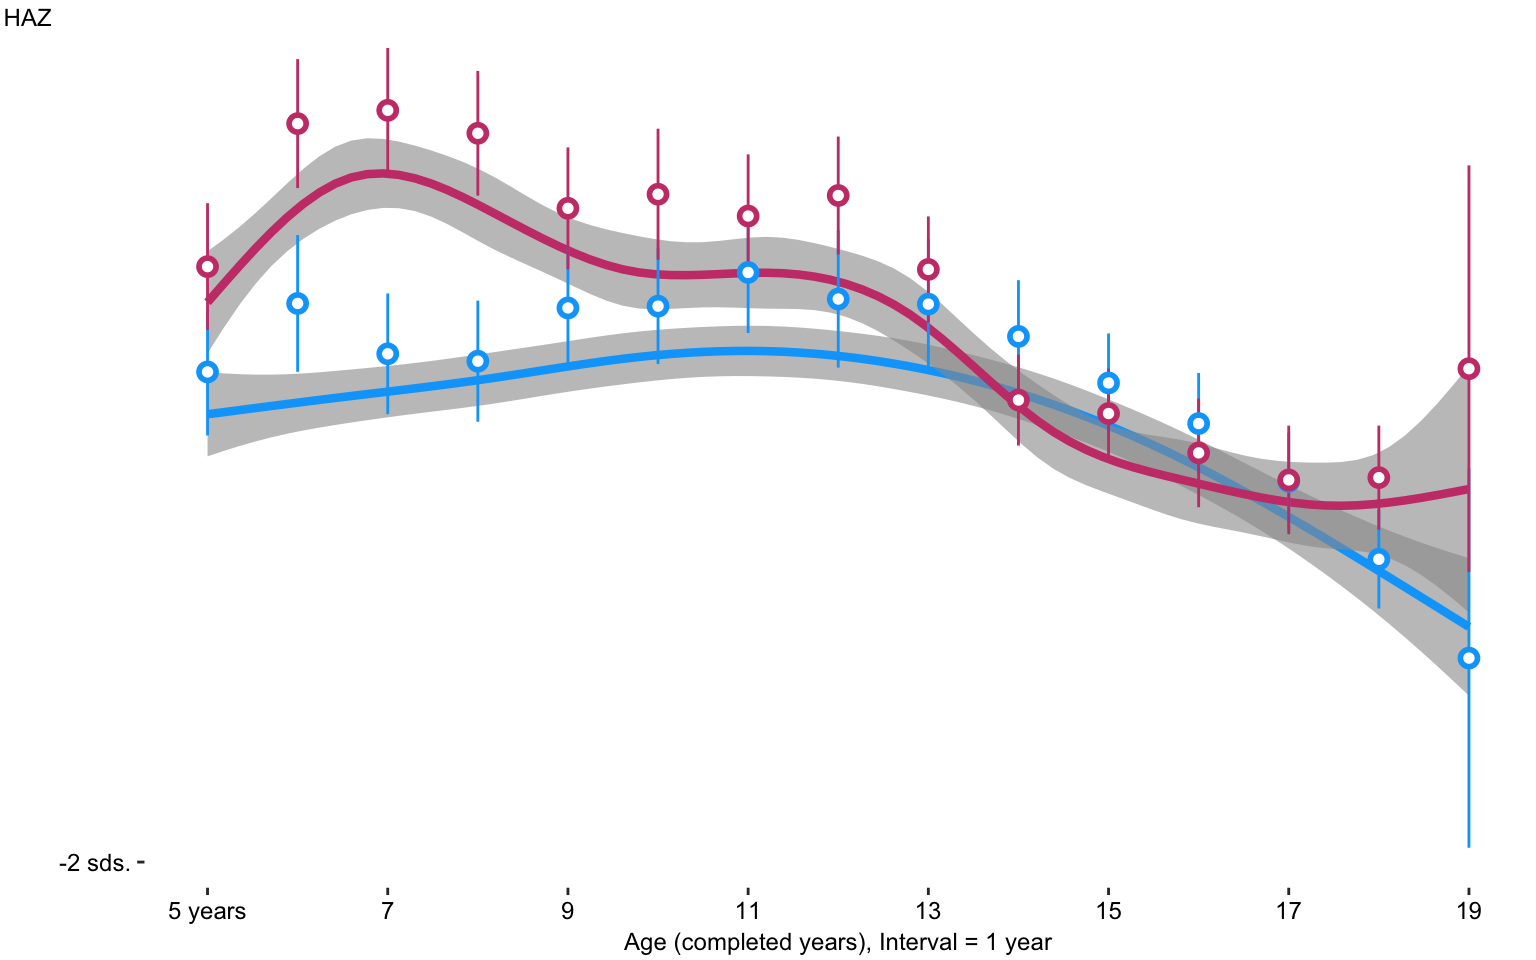 HAZ
-2 sds.
5 years 7 9 11 13 15 17 19
Age (completed years), Interval = 1 year